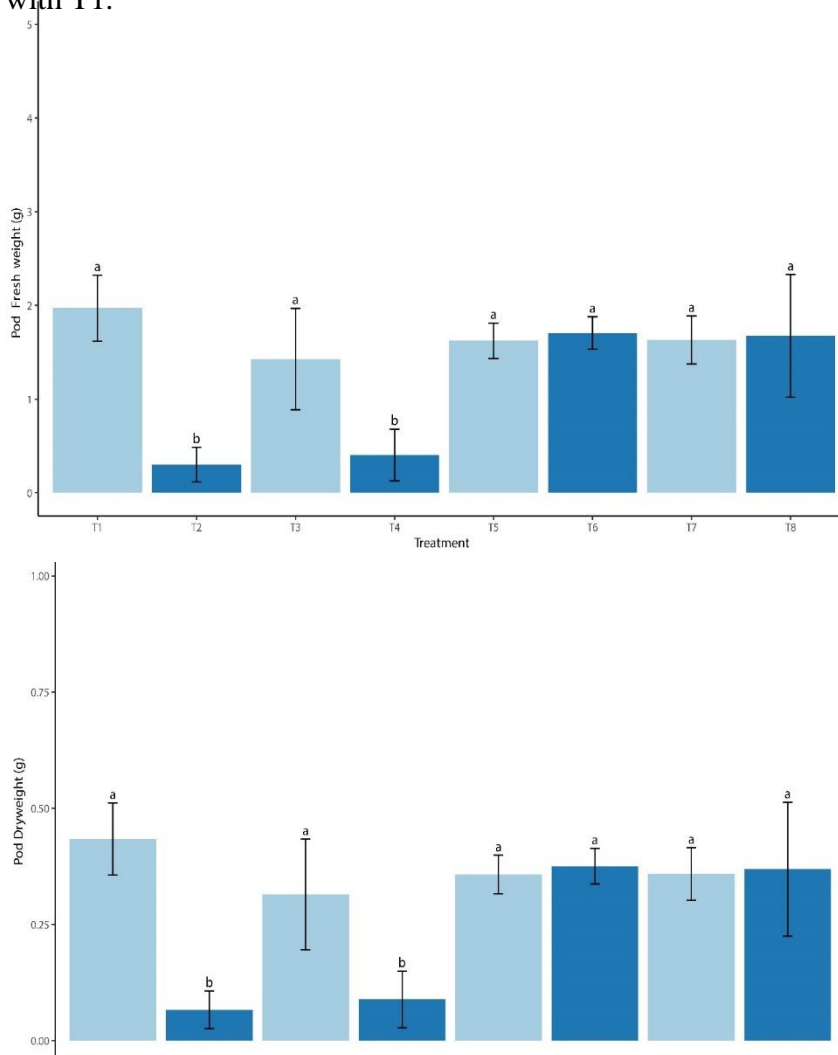 with T1.
5
4
3
2
1
0
Pod Fresh weight (g)
a
b
a
b
a
a
a
a
T1 T2 T3 T4 T5 T6 T7 T8
Treatment
1.00
0.75
0.50
0.25
0.00
Pod Dryweight (g)
a
b
a
b
a
a
a
a